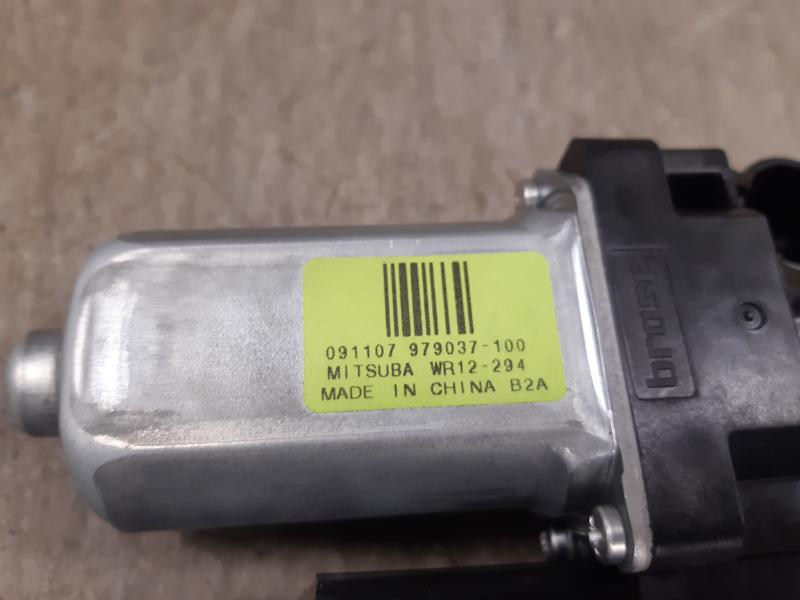 091107 979037-100
MITSUBA WR12-294
MADE IN CHINA B2A
brose